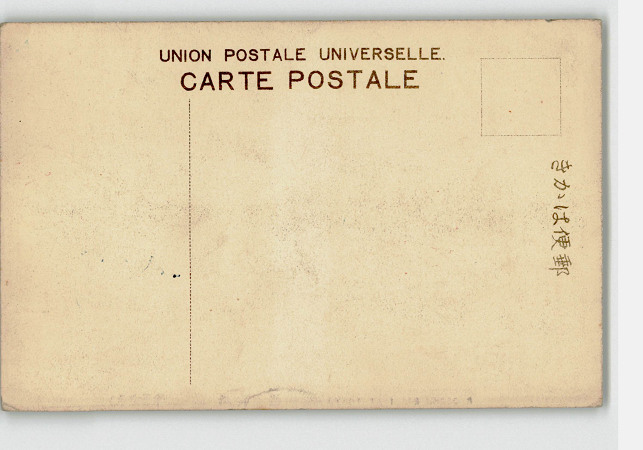 UNION POSTALE UNIVERSELLE.
CARTE POSTALE
きかは便郵